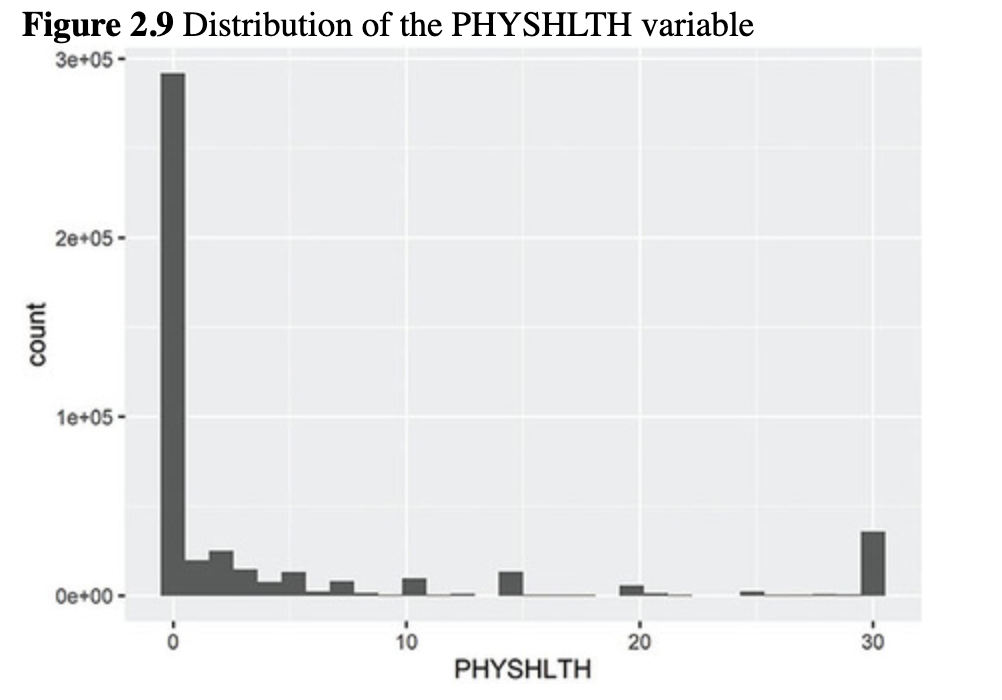 Figure 2.9 Distribution of the PHYSHLTH variable
3e+05
2e+05
1e+05
0e+00
count
0 10 20 30
PHYSHLTH